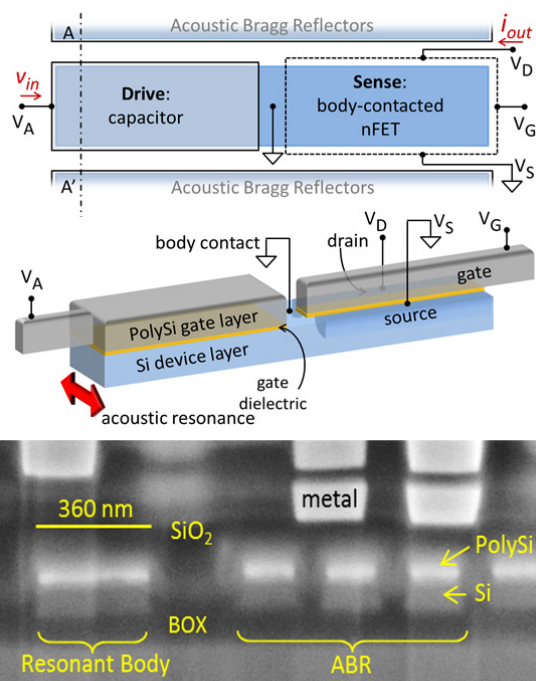 A
Acoustic Bragg Reflectors
i_out
v_in
V_D
Drive:
capacitor
Sense:
body-contacted
nFET
V_A
V_G
V_S
A'
Acoustic Bragg Reflectors
V_D
V_S
V_G
body contact
drain
V_A
gate
PolySi gate layer
source
Si device layer
gate
dielectric
acoustic resonance
metal
360 nm
SiO₂
PolySi
Si
BOX
Resonant Body
ABR